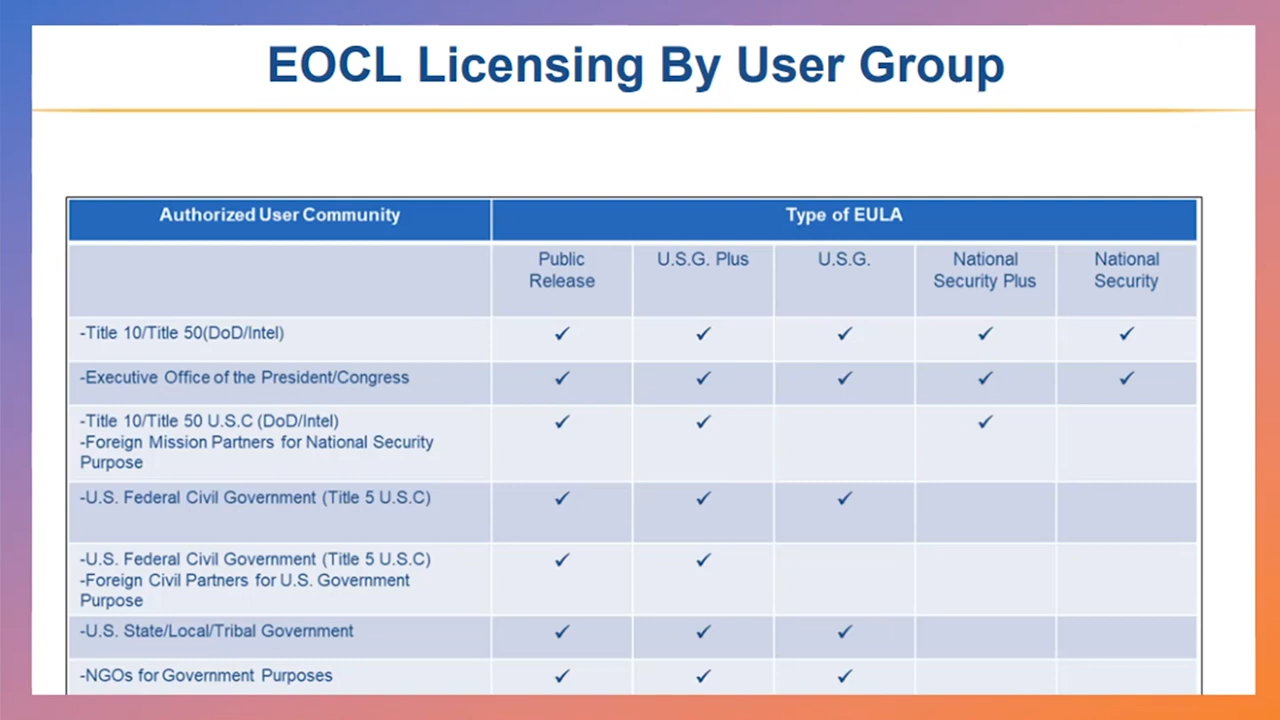 EOCL Licensing By User Group
Authorized User Community
Type of EULA
Public
Release
U.S.G. Plus
U.S.G.
National
Security Plus
National
Security
-Title 10/Title 50(DoD/Intel)
✓ ✓ ✓ ✓ ✓
-Executive Office of the President/Congress
✓ ✓ ✓ ✓ ✓
-Title 10/Title 50 U.S.C (DoD/Intel)
-Foreign Mission Partners for National Security
Purpose
✓ ✓ ✓
-U.S. Federal Civil Government (Title 5 U.S.C)
✓ ✓ ✓
-U.S. Federal Civil Government (Title 5 U.S.C)
-Foreign Civil Partners for U.S. Government
Purpose
✓ ✓
-U.S. State/Local/Tribal Government
✓ ✓ ✓
-NGOs for Government Purposes
✓ ✓ ✓